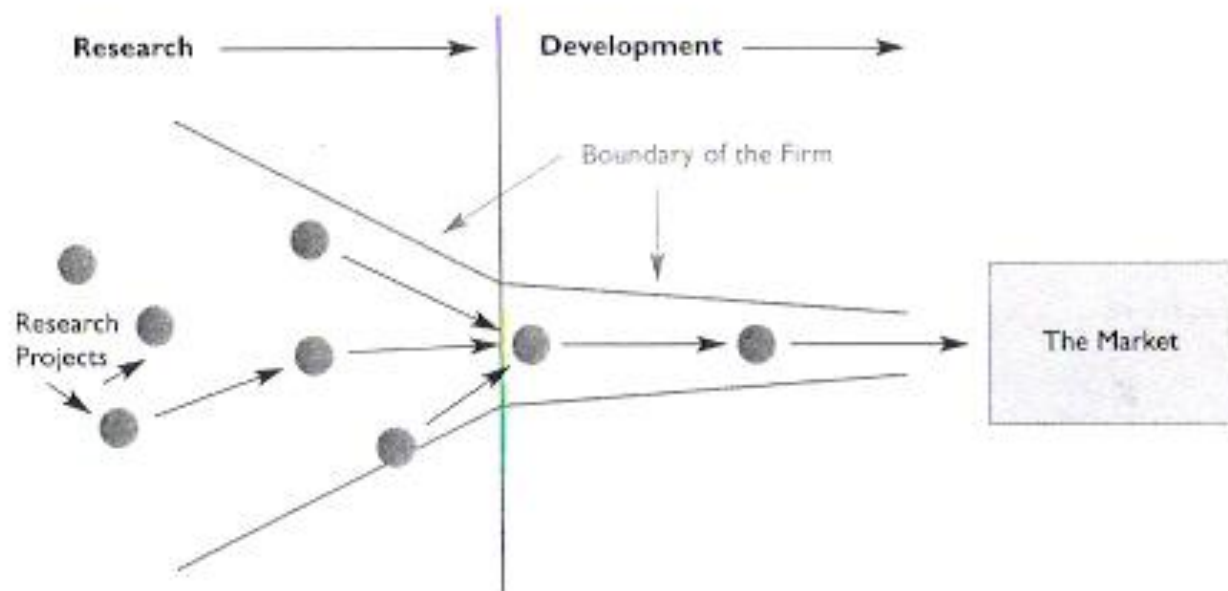 Research
Development
Boundary of the Firm
Research
Projects
The Market